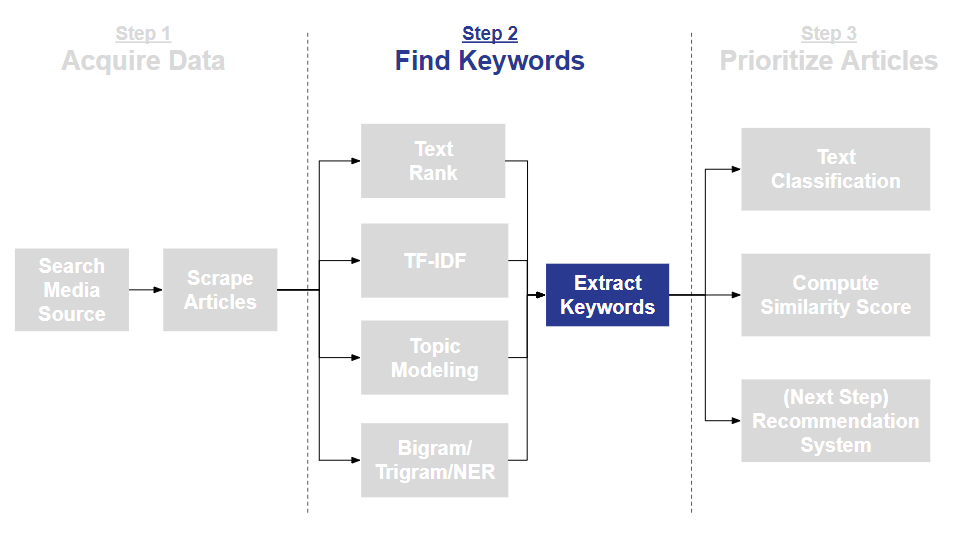 Step 1
Acquire Data
Step 2
Find Keywords
Step 3
Prioritize Articles
Search
Media
Source
Scrape
Articles
Text
Rank
TF-IDF
Topic
Modeling
Bigram/
Trigram/NER
Extract
Keywords
Text
Classification
Compute
Similarity Score
(Next Step)
Recommendation
System